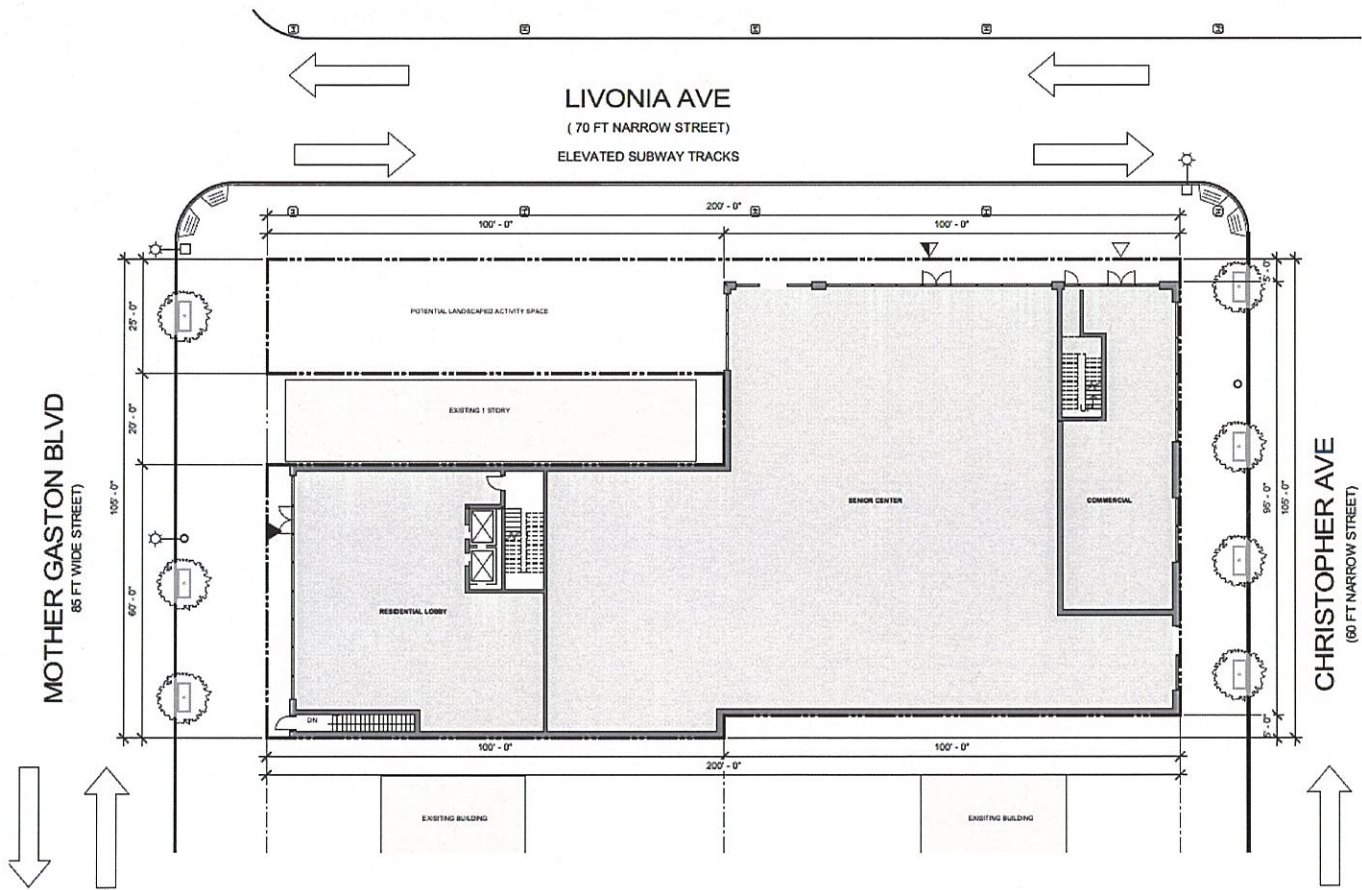 LIVONIA AVE
( 70 FT NARROW STREET)
ELEVATED SUBWAY TRACKS
200' - 0"
100' - 0"
100' - 0"
MOTHER GASTON BLVD
85 FT WIDE STREET)
105' - 0"
25' - 0"
20' - 0"
60' - 0"
POTENTIAL LANDSCAPED ACTIVITY SPACE
EXISTING 1 STORY
RESIDENTIAL LOBBY
DN
SENIOR CENTER
COMMERCIAL
5' - 0"
95' - 0"
105' - 0"
5' - 0"
CHRISTOPHER AVE
(60 FT NARROW STREET)
100' - 0"
100' - 0"
200' - 0"
EXISITING BUILDING
EXISITING BUILDING